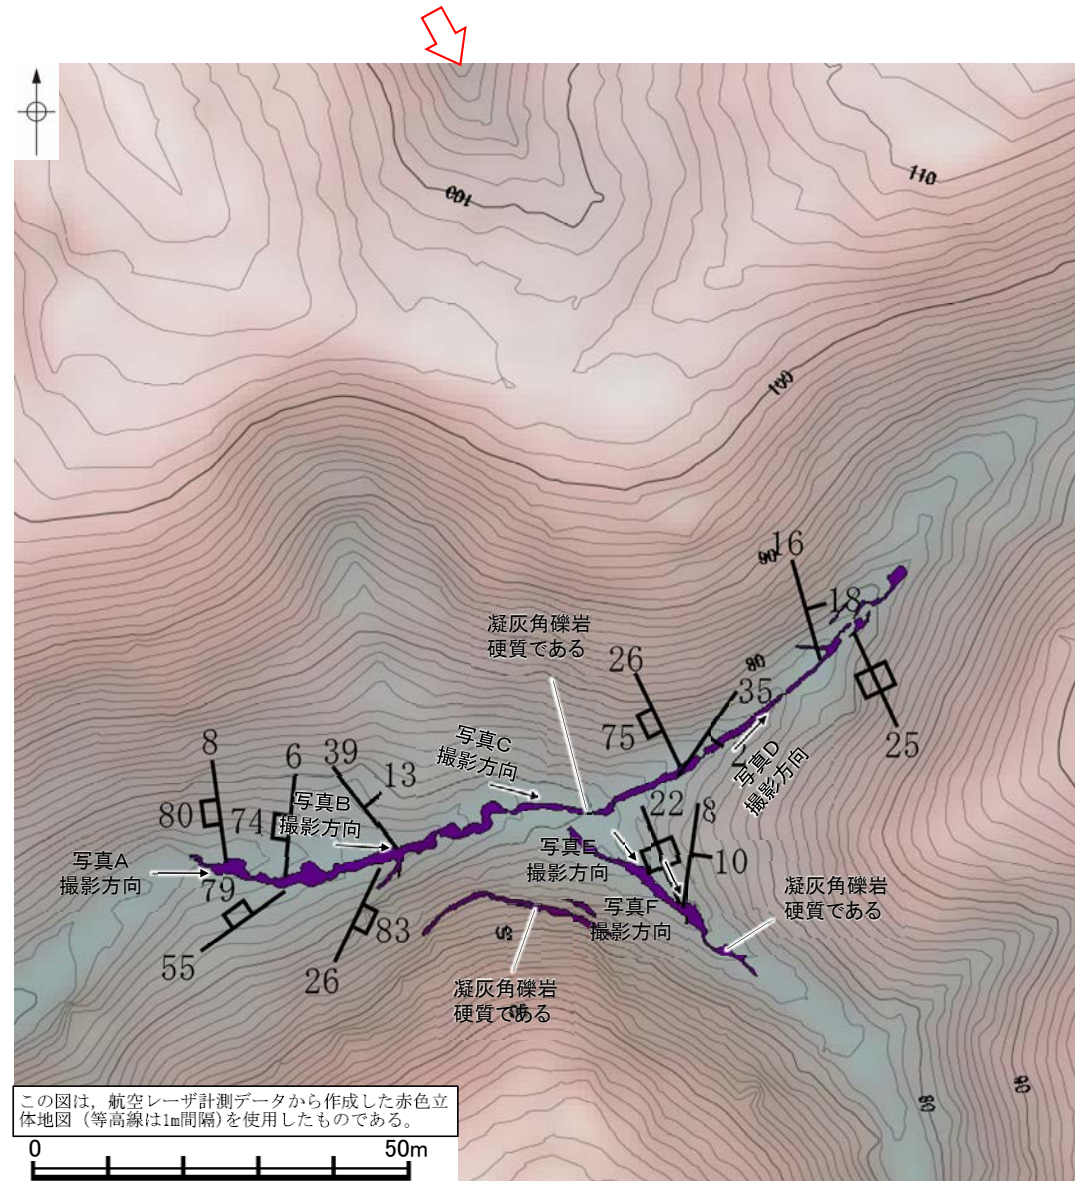 100
110
100
90
16
18
凝灰角礫岩
硬質である
26
80
35
75
写真C
撮影方向
2
写真D
撮影方向
25
8
6
39
13
80
74
写真B
撮影方向
22
8
写真A
撮影方向
79
写真E
撮影方向
10
凝灰角礫岩
硬質である
写真F
撮影方向
83
55
26
凝灰角礫岩
硬質である
90
80
この図は，航空レーザ計測データから作成した赤色立
体地図（等高線は1m間隔）を使用したものである。
0
50m